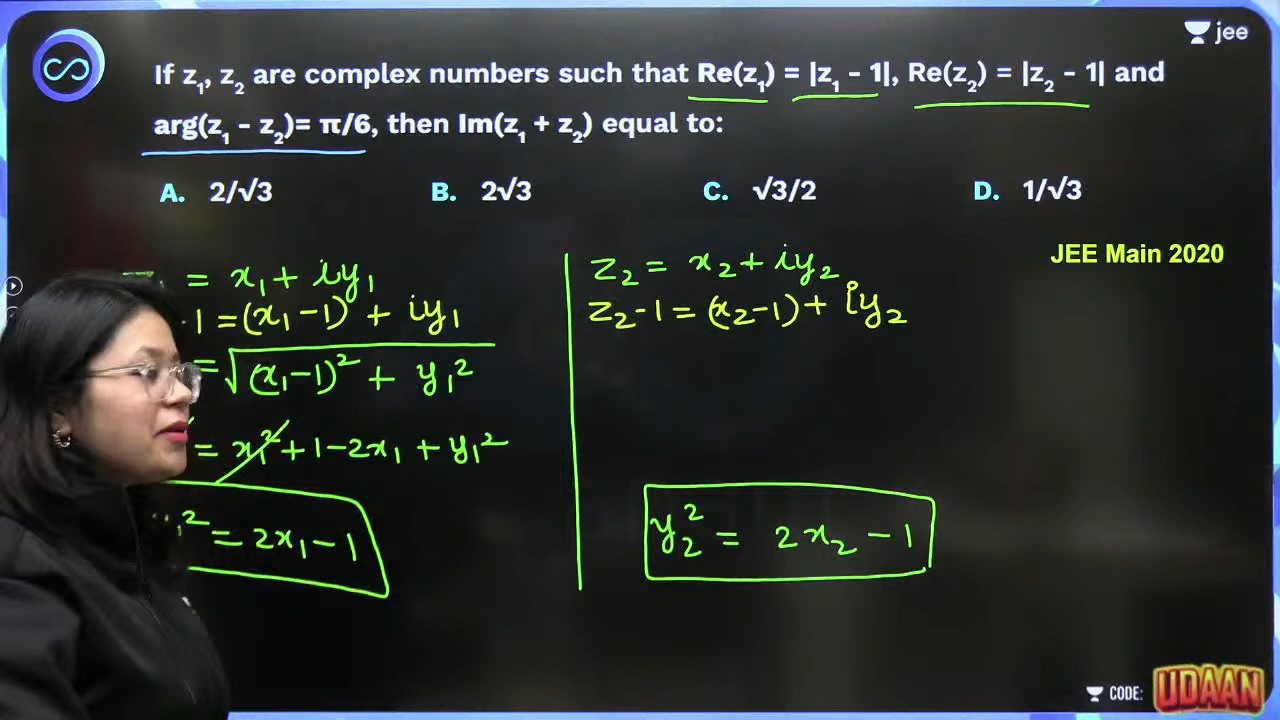 jee
If z₁, z₂ are complex numbers such that Re(z₁) = |z₁ - 1|, Re(z₂) = |z₂ - 1| and
arg(z₁ - z₂)= π/6, then Im(z₁ + z₂) equal to:
A. 2/√3 B. 2√3 C. √3/2 D. 1/√3
JEE Main 2020
= x₁ + iy₁
1 = (x₁-1) + iy₁
= √(x₁-1)² + y₁²
= x₁² + 1 - 2x₁ + y₁²
² = 2x₁ - 1
z₂ = x₂ + iy₂
z₂ - 1 = (x₂-1) + iy₂
y₂² = 2x₂ - 1
CODE: UDAAN